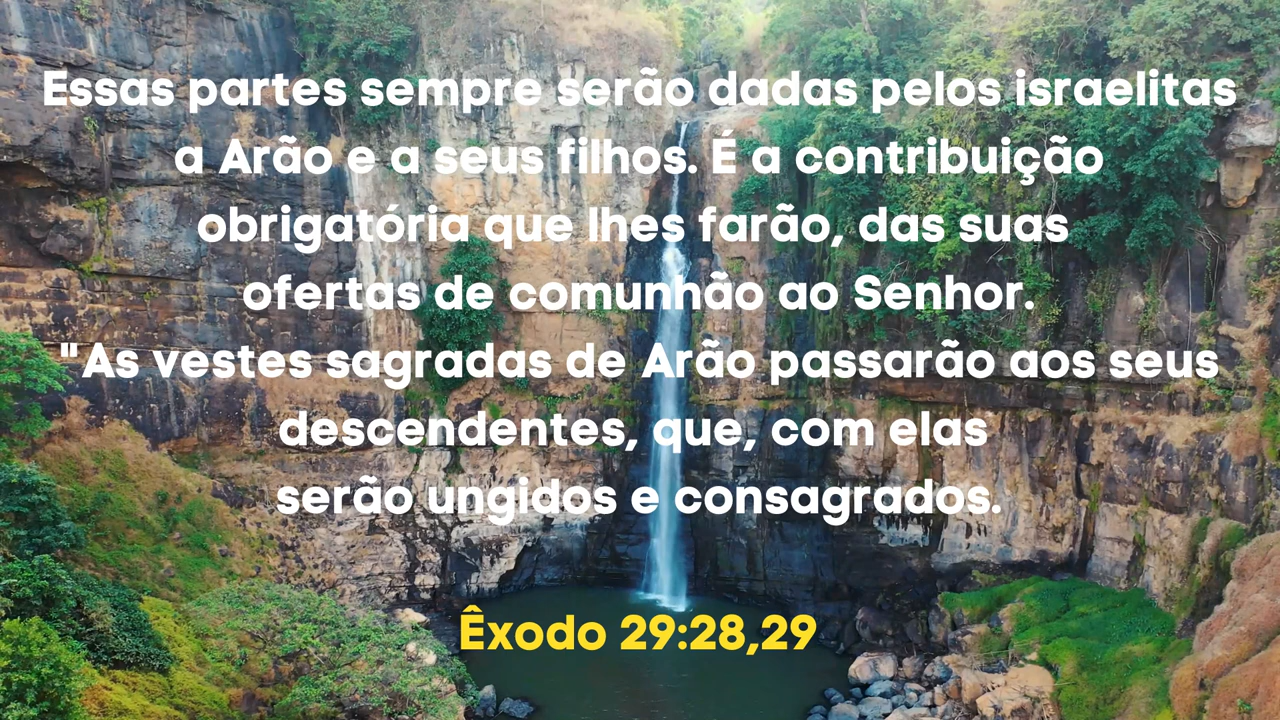 Essas partes sempre serão dadas pelos israelitas
a Arão e a seus filhos. É a contribuição
obrigatória que lhes farão, das suas
ofertas de comunhão ao Senhor.
"As vestes sagradas de Arão passarão aos seus
descendentes, que, com elas
serão ungidos e consagrados.
Êxodo 29:28,29